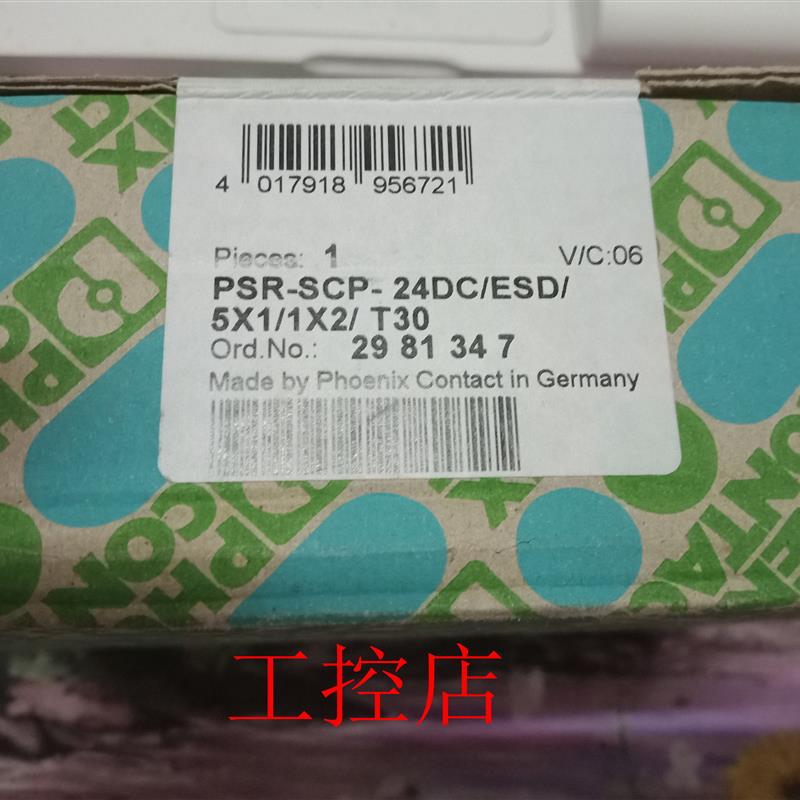 4 017918 956721
Pieces: 1 V/C:06
PSR-SCP- 24DC/ESD/
5X1/1X2/ T30
Ord.No.: 29 81 34 7
Made by Phoenix Contact in Germany
工控店